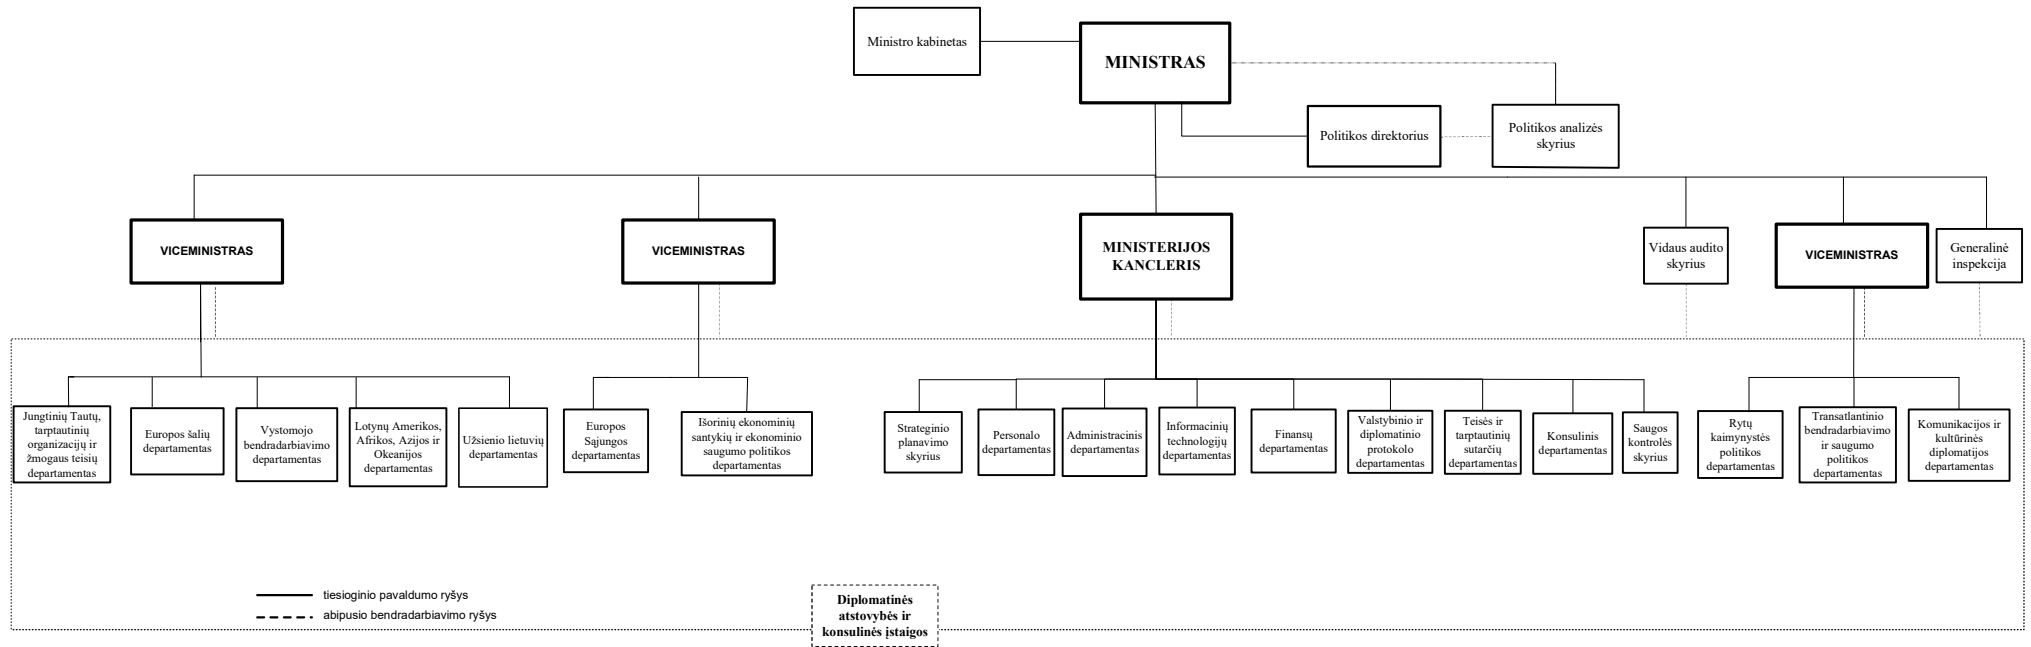 Ministro kabinetas
MINISTRAS
Politikos direktorius
Politikos analizės
skyrius
VICEMINISTRAS
VICEMINISTRAS
MINISTERIJOS
KANCLERIS
Vidaus audito
skyrius
VICEMINISTRAS
Generalinė
inspekcija
Jungtinių Tautų,
tarptautinių
organizacijų ir
žmogaus teisių
departamentas
Europos šalių
departamentas
Vystomojo
bendradarbiavimo
departamentas
Lotynų Amerikos,
Afrikos, Azijos ir
Okeanijos
departamentas
Užsienio lietuvių
departamentas
Europos
Sąjungos
departamentas
Išorinių ekonominių
santykių ir ekonominio
saugumo politikos
departamentas
Strateginio
planavimo
skyrius
Personalo
departamentas
Administracinis
departamentas
Informacinių
technologijų
departamentas
Finansų
departamentas
Valstybinio ir
diplomatinio
protokolo
departamentas
Teisės ir
tarptautinių
sutarčių
departamentas
Konsulinis
departamentas
Saugos
kontrolės
skyrius
Rytų
kaimynystės
politikos
departamentas
Transatlantinio
bendradarbiavimo
ir saugumo
politikos
departamentas
Komunikacijos ir
kultūrinės
diplomatijos
departamentas
tiesioginio pavaldumo ryšys
abipusio bendradarbiavimo ryšys
Diplomatinės
atstovybės ir
konsulinės įstaigos